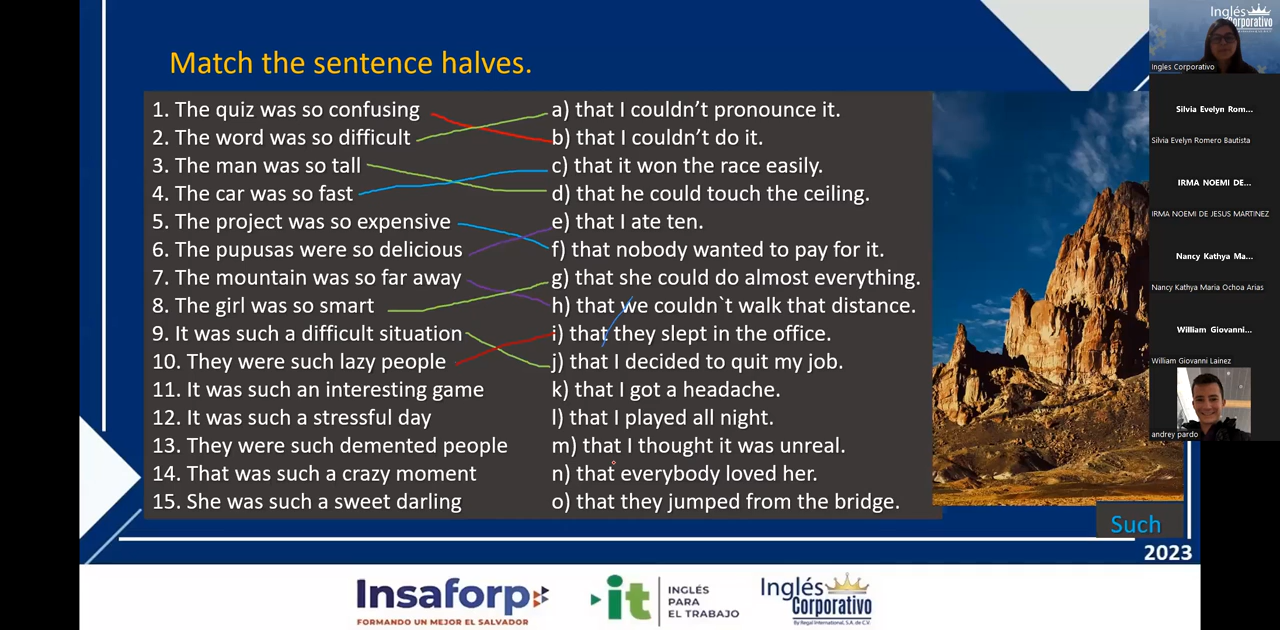 Match the sentence halves.
1. The quiz was so confusing
2. The word was so difficult
3. The man was so tall
4. The car was so fast
5. The project was so expensive
6. The pupusas were so delicious
7. The mountain was so far away
8. The girl was so smart
9. It was such a difficult situation
10. They were such lazy people
11. It was such an interesting game
12. It was such a stressful day
13. They were such demented people
14. That was such a crazy moment
15. She was such a sweet darling
a) that I couldn’t pronounce it.
b) that I couldn’t do it.
c) that it won the race easily.
d) that he could touch the ceiling.
e) that I ate ten.
f) that nobody wanted to pay for it.
g) that she could do almost everything.
h) that we couldn`t walk that distance.
i) that they slept in the office.
j) that I decided to quit my job.
k) that I got a headache.
l) that I played all night.
m) that I thought it was unreal.
n) that everybody loved her.
o) that they jumped from the bridge.
Such
2023
Insaforp
FORMANDO UN MEJOR EL SALVADOR
it
INGLÉS
PARA
EL TRABAJO
Inglés
Corporativo
By Regal International, S.A. de C.V.
Inglés
Corporativo
Ingles Corporativo
Silvia Evelyn Rom...
Silvia Evelyn Romero Bautista
IRMA NOEMI DE...
IRMA NOEMI DE JESUS MARTINEZ
Nancy Kathya Ma...
Nancy Kathya Maria Ochoa Arias
William Giovanni...
William Giovanni Lainez
andrey pardo